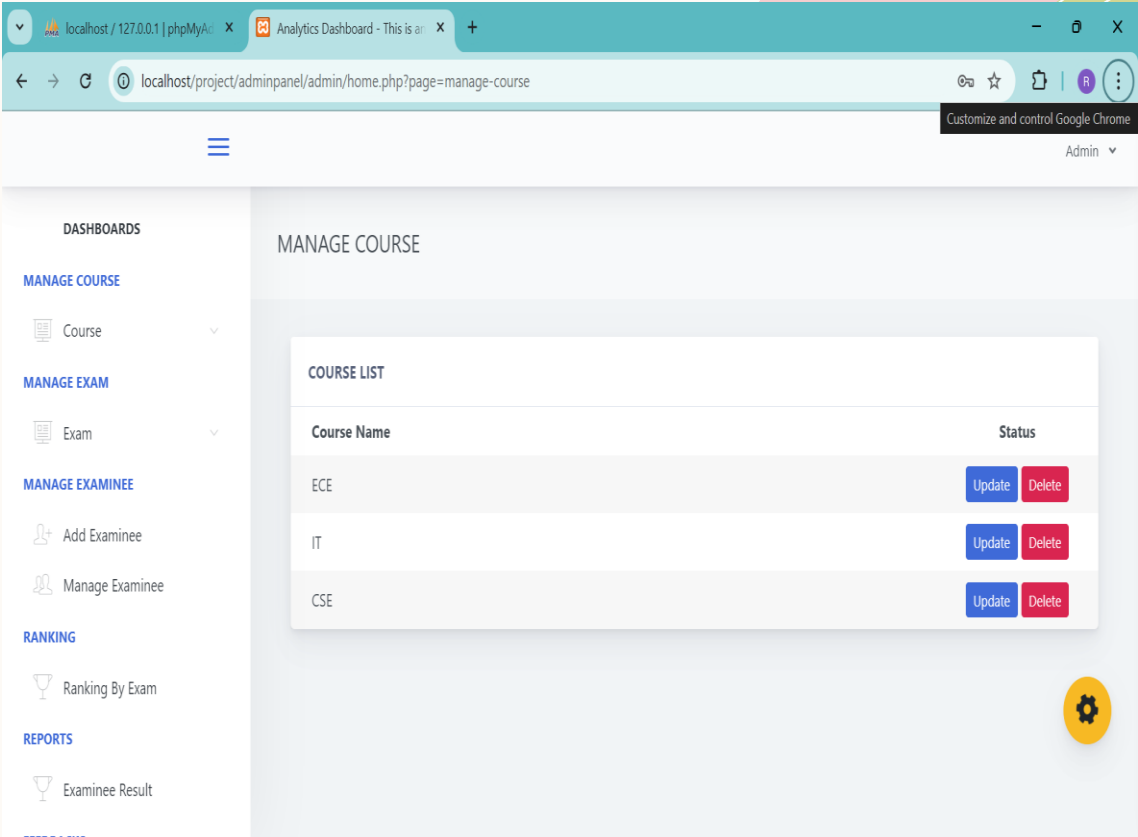 localhost / 127.0.0.1 | phpMyAd
Analytics Dashboard - This is an
localhost/project/adminpanel/admin/home.php?page=manage-course
R
Customize and control Google Chrome
Admin
DASHBOARDS
MANAGE COURSE
MANAGE COURSE
Course
MANAGE EXAM
Exam
MANAGE EXAMINEE
Add Examinee
Manage Examinee
RANKING
Ranking By Exam
REPORTS
Examinee Result
COURSE LIST
Course Name Status
ECE Update Delete
IT Update Delete
CSE Update Delete